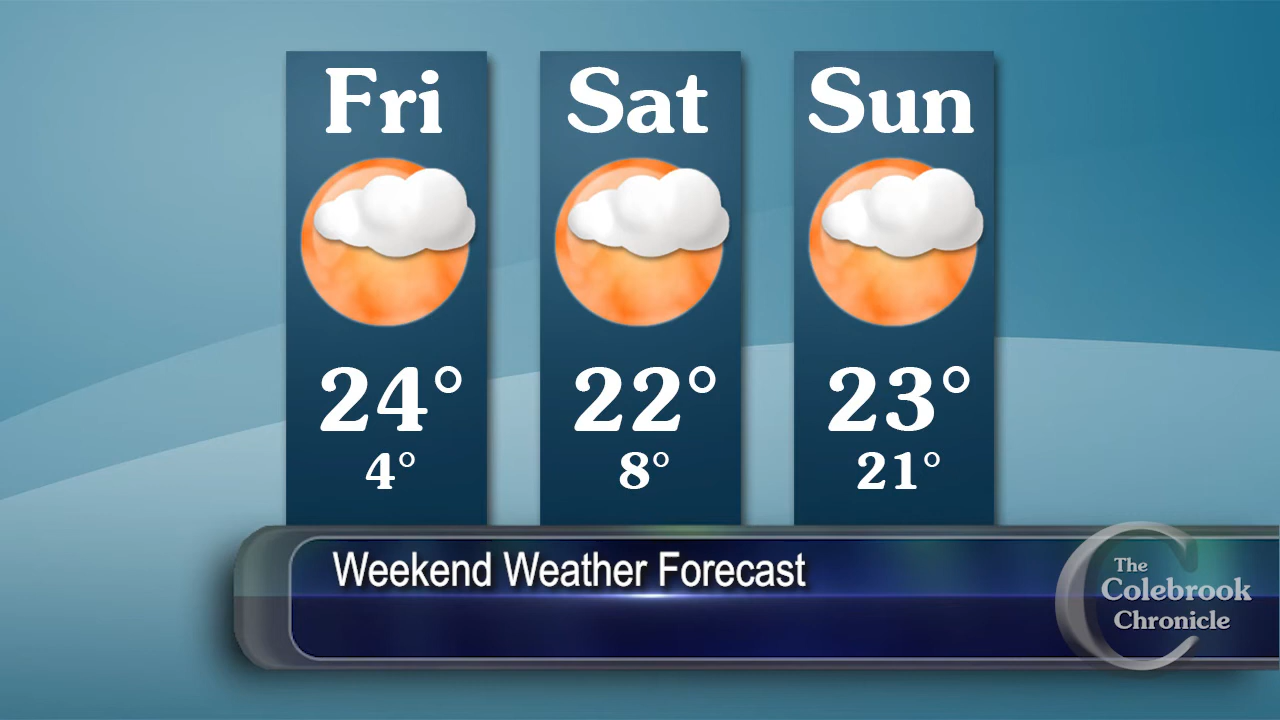 Fri
24°
4°
Sat
22°
8°
Sun
23°
21°
Weekend Weather Forecast
The
Colebrook
Chronicle